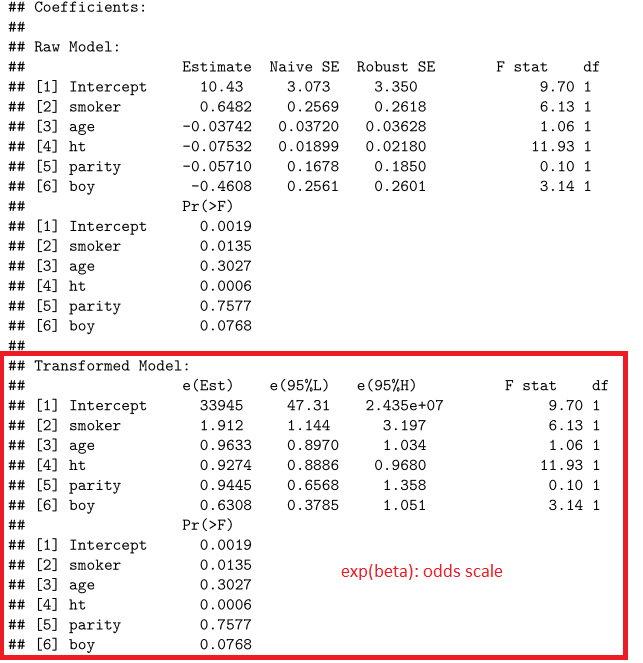 ## Coefficients:
##
## Raw Model:
## Estimate Naive SE Robust SE F stat df
## [1] Intercept 10.43 3.073 3.350 9.70 1
## [2] smoker 0.6482 0.2569 0.2618 6.13 1
## [3] age -0.03742 0.03720 0.03628 1.06 1
## [4] ht -0.07532 0.01899 0.02180 11.93 1
## [5] parity -0.05710 0.1678 0.1850 0.10 1
## [6] boy -0.4608 0.2561 0.2601 3.14 1
## Pr(>F)
## [1] Intercept 0.0019
## [2] smoker 0.0135
## [3] age 0.3027
## [4] ht 0.0006
## [5] parity 0.7577
## [6] boy 0.0768
##
## Transformed Model:
## e(Est) e(95%L) e(95%H) F stat df
## [1] Intercept 33945 47.31 2.435e+07 9.70 1
## [2] smoker 1.912 1.144 3.197 6.13 1
## [3] age 0.9633 0.8970 1.034 1.06 1
## [4] ht 0.9274 0.8886 0.9680 11.93 1
## [5] parity 0.9445 0.6568 1.358 0.10 1
## [6] boy 0.6308 0.3785 1.051 3.14 1
## Pr(>F)
## [1] Intercept 0.0019
## [2] smoker 0.0135
## [3] age 0.3027
## [4] ht 0.0006
## [5] parity 0.7577
## [6] boy 0.0768
exp(beta): odds scale